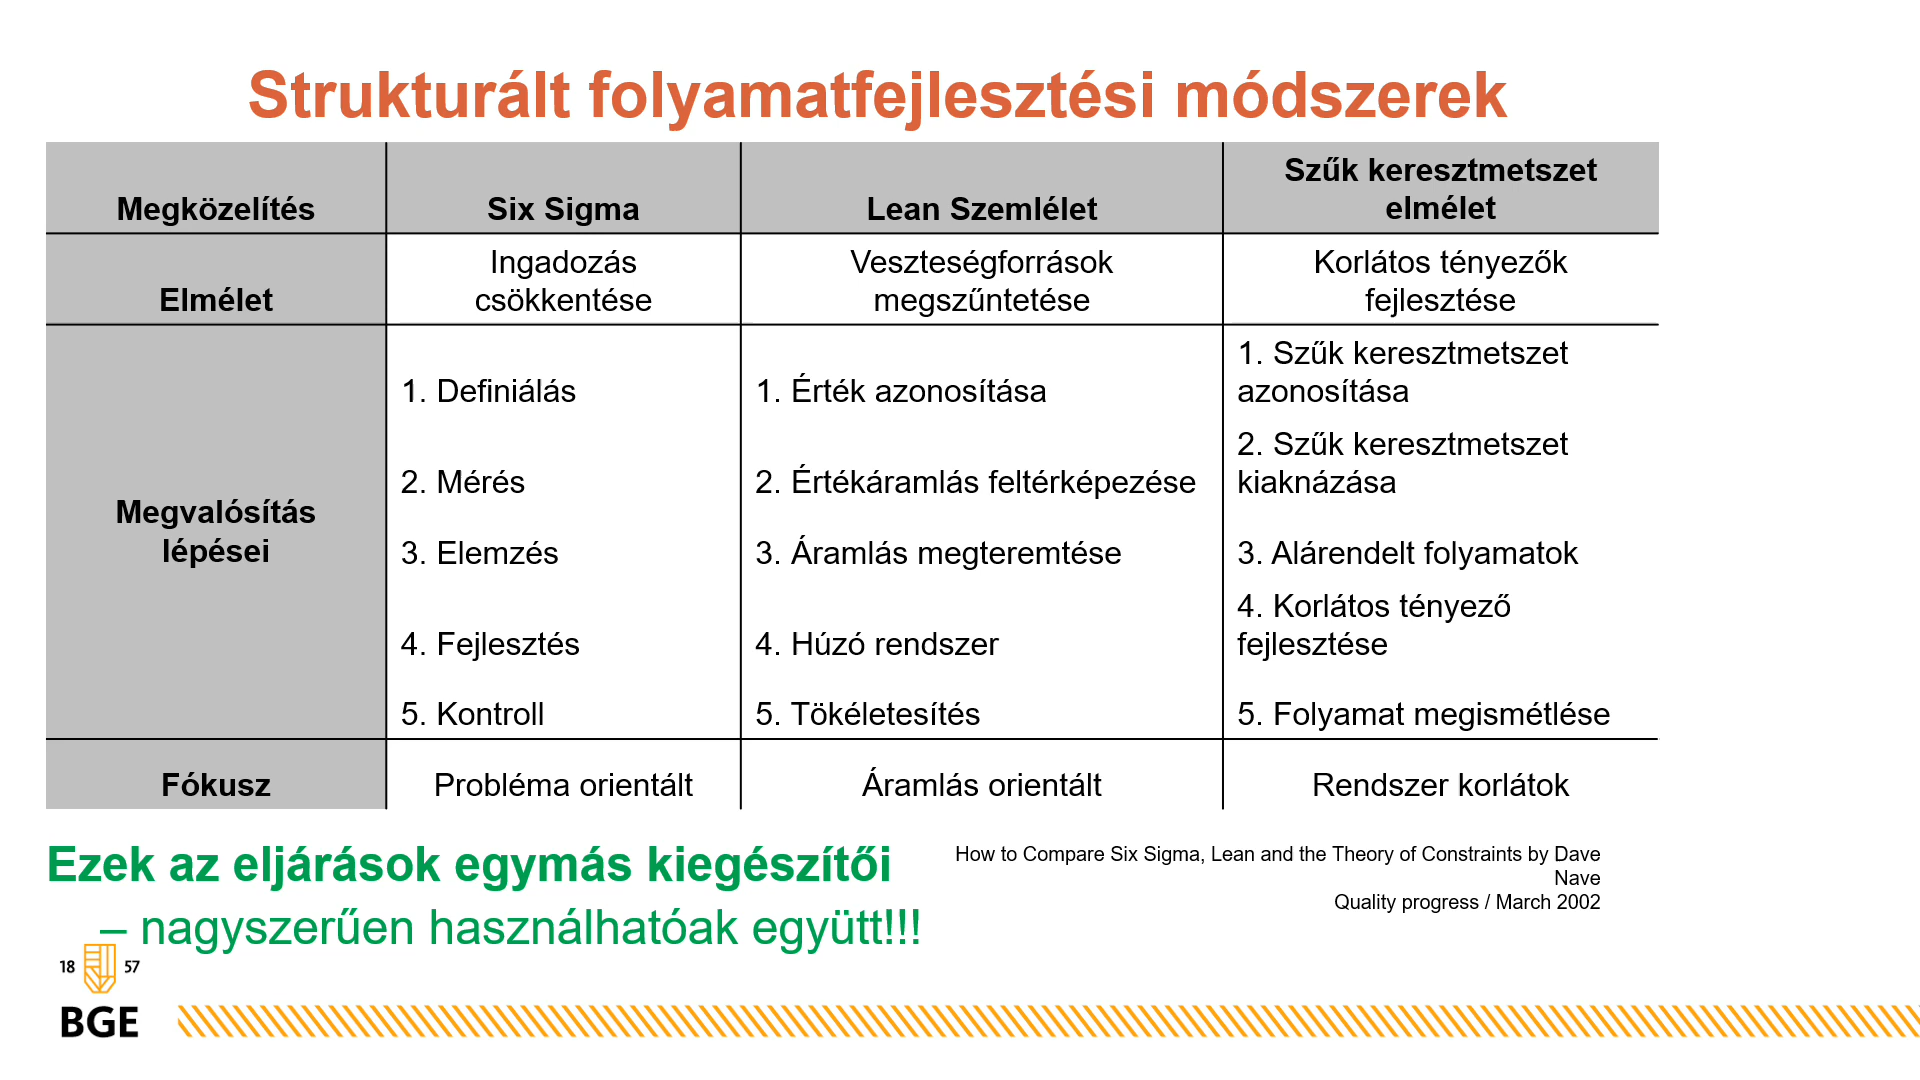 Strukturált folyamatfejlesztési módszerek
Megközelítés
Six Sigma
Lean Szemlélet
Szűk keresztmetszet
elmélet
Elmélet
Ingadozás
csökkentése
Veszteségforrások
megszűntetése
Korlátos tényezők
fejlesztése
Megvalósítás
lépései
1. Definiálás
1. Érték azonosítása
1. Szűk keresztmetszet
azonosítása
2. Mérés
2. Értékáramlás feltérképezése
2. Szűk keresztmetszet
kiaknázása
3. Elemzés
3. Áramlás megteremtése
3. Alárendelt folyamatok
4. Fejlesztés
4. Húzó rendszer
4. Korlátos tényező
fejlesztése
5. Kontroll
5. Tökéletesítés
5. Folyamat megismétlése
Fókusz
Probléma orientált
Áramlás orientált
Rendszer korlátok
Ezek az eljárások egymás kiegészítői
– nagyszerűen használhatóak együtt!!!
How to Compare Six Sigma, Lean and the Theory of Constraints by Dave
Nave
Quality progress / March 2002
18 57
BGE